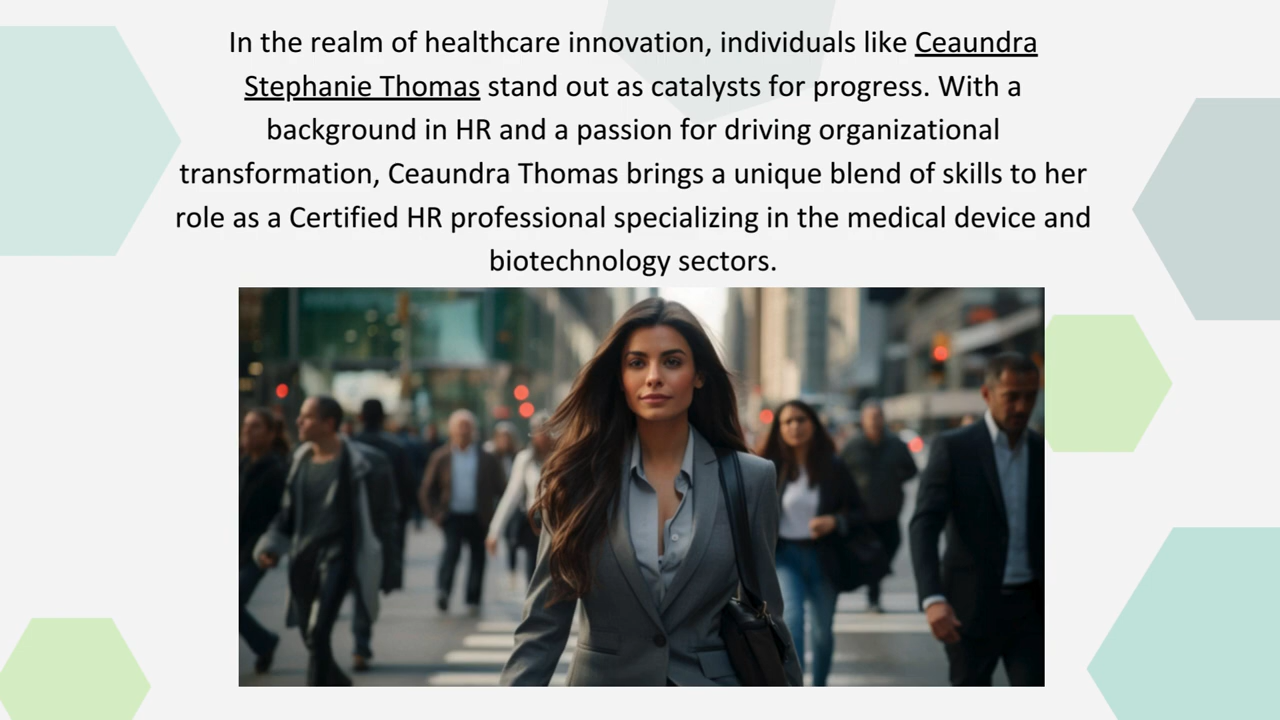 In the realm of healthcare innovation, individuals like Ceaundra
Stephanie Thomas stand out as catalysts for progress. With a
background in HR and a passion for driving organizational
transformation, Ceaundra Thomas brings a unique blend of skills to her
role as a Certified HR professional specializing in the medical device and
biotechnology sectors.